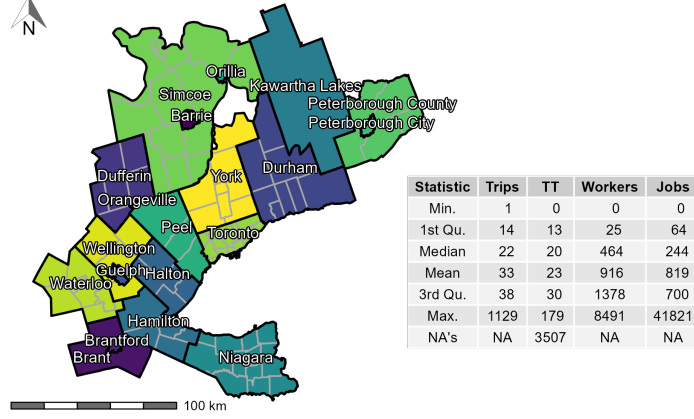 N
Orillia
Kawartha Lakes
Simcoe
Peterborough County
Barrie
Peterborough City
Durham
Dufferin
York
Orangeville
Peel
Toronto
Wellington
Guelph
Halton
Waterloo
Hamilton
Brantford
Brant
Niagara
100 km
Statistic Trips TT Workers Jobs
Min. 1 0 0 0
1st Qu. 14 13 25 64
Median 22 20 464 244
Mean 33 23 916 819
3rd Qu. 38 30 1378 700
Max. 1129 179 8491 41821
NA's NA 3507 NA NA